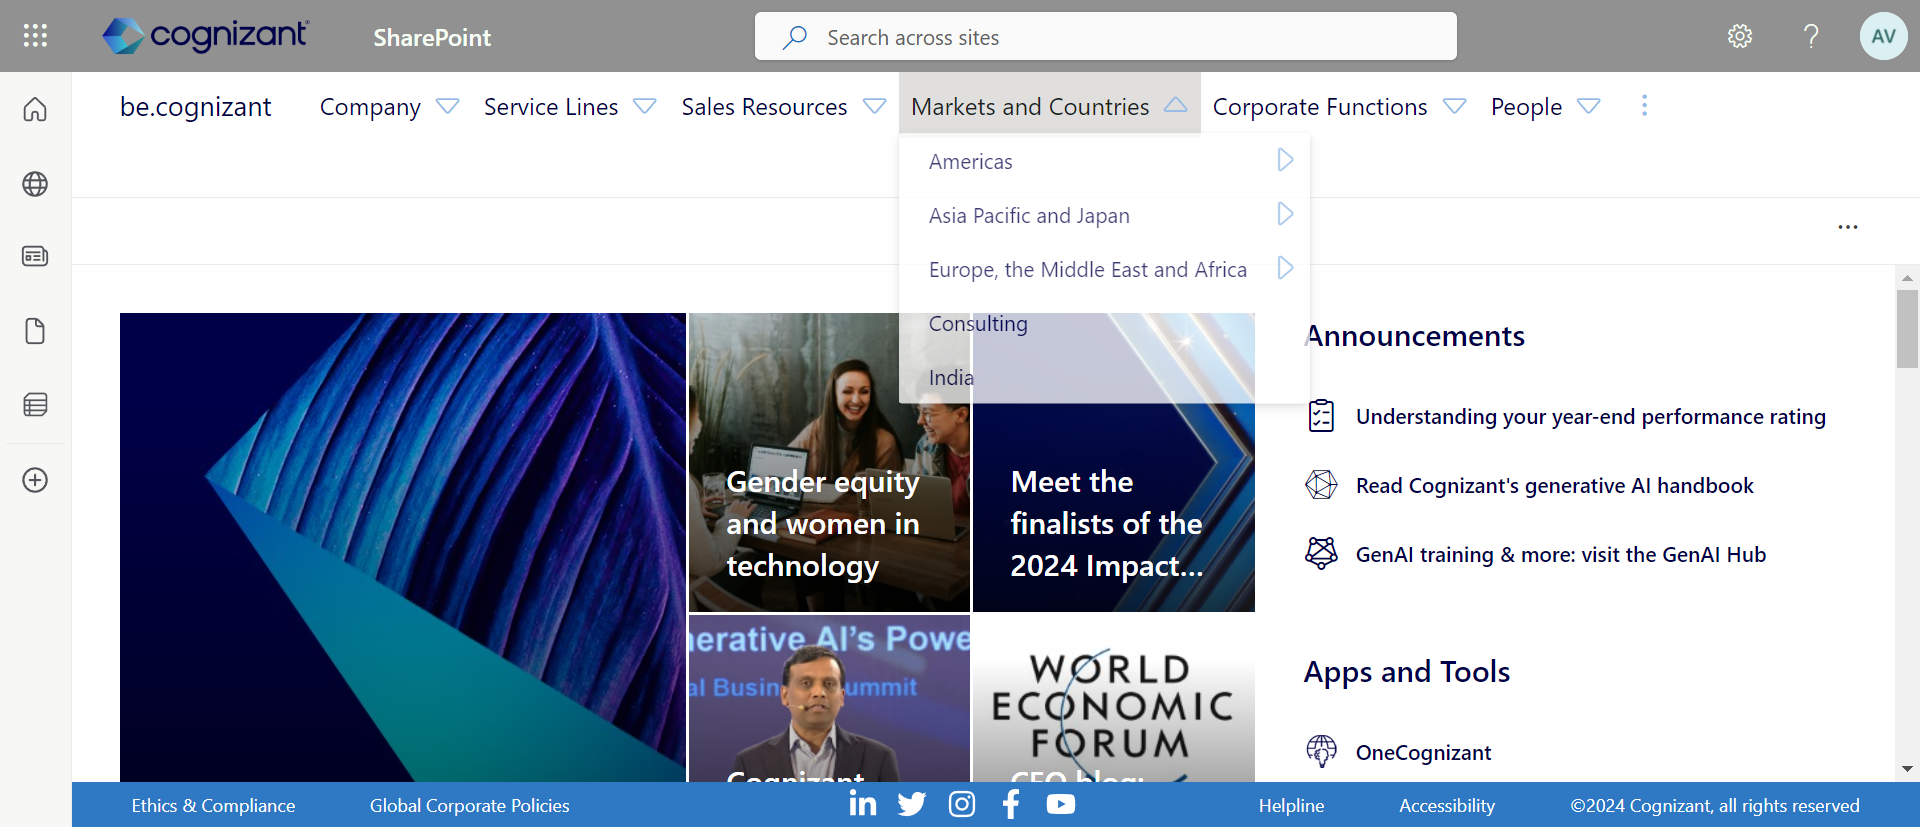 cognizant
SharePoint
Search across sites
AV
be.cognizant
Company
Service Lines
Sales Resources
Markets and Countries
Corporate Functions
People
Americas
Asia Pacific and Japan
Europe, the Middle East and Africa
Consulting
India
Gender equity
and women in
technology
Meet the
finalists of the
2024 Impact...
nerative AI's Powe
al Busin
ummit
Cognizant
WORLD
ECONOMIC
FORUM
CEO blog:
Announcements
Understanding your year-end performance rating
Read Cognizant's generative AI handbook
GenAI training & more: visit the GenAI Hub
Apps and Tools
OneCognizant
Ethics & Compliance
Global Corporate Policies
Helpline
Accessibility
©2024 Cognizant, all rights reserved